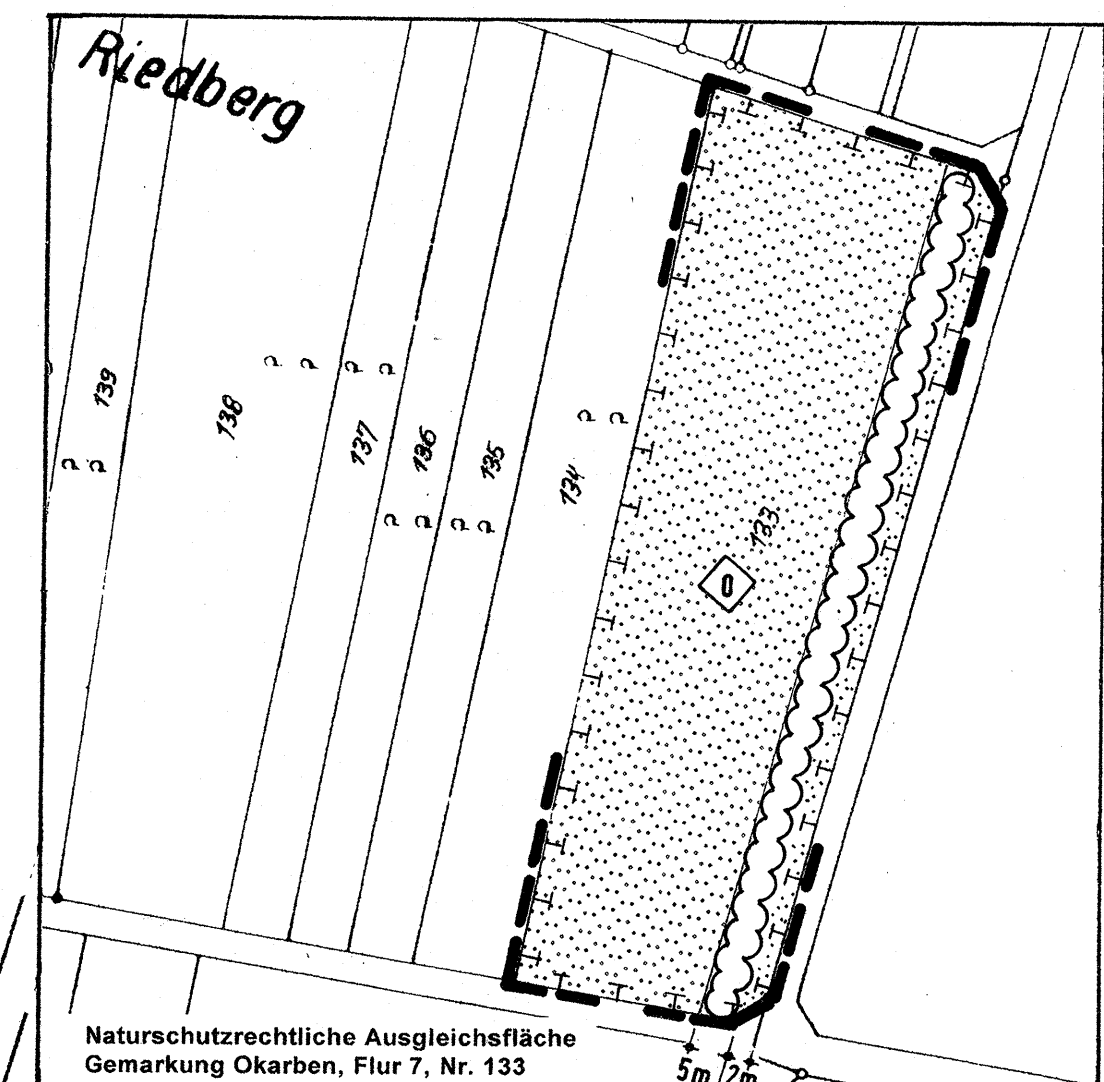 Riedberg
139
138
137
136
135
134
133
0
Naturschutzrechtliche Ausgleichsfläche
Gemarkung Okarben, Flur 7, Nr. 133
5m 2m